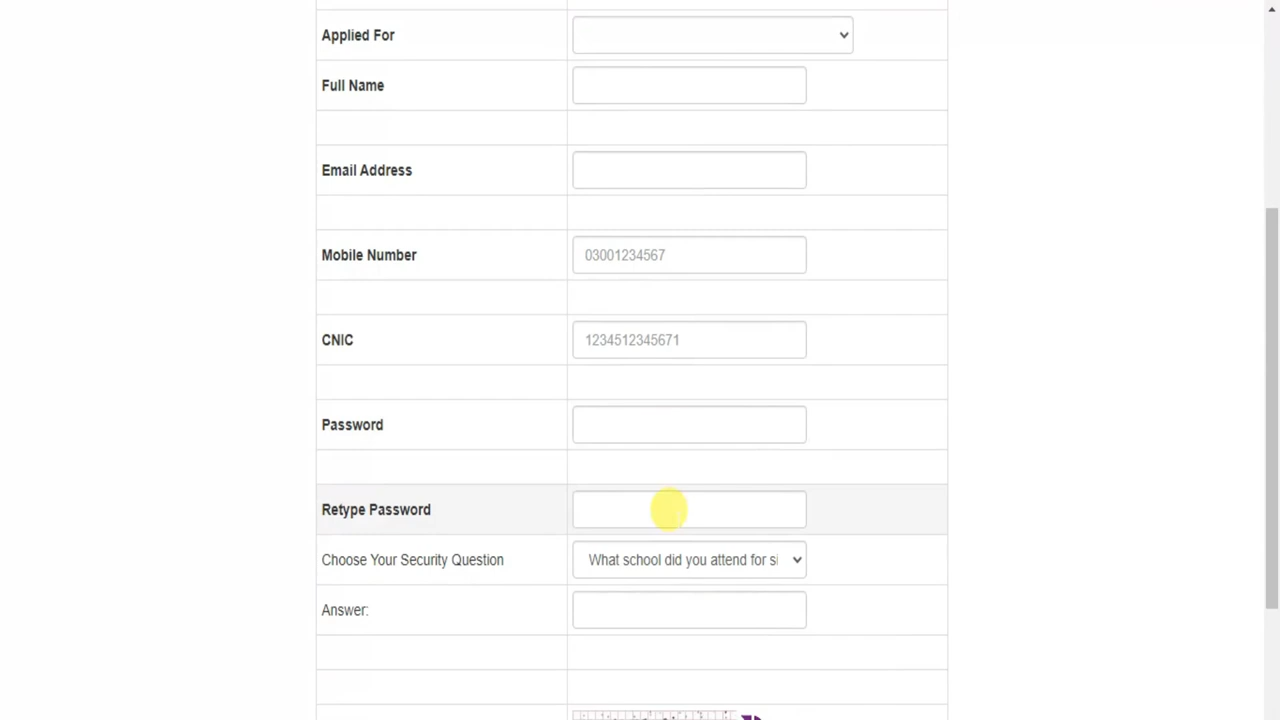 Applied For
Full Name
Email Address
Mobile Number 03001234567
CNIC 1234512345671
Password
Retype Password
Choose Your Security Question What school did you attend for si
Answer: